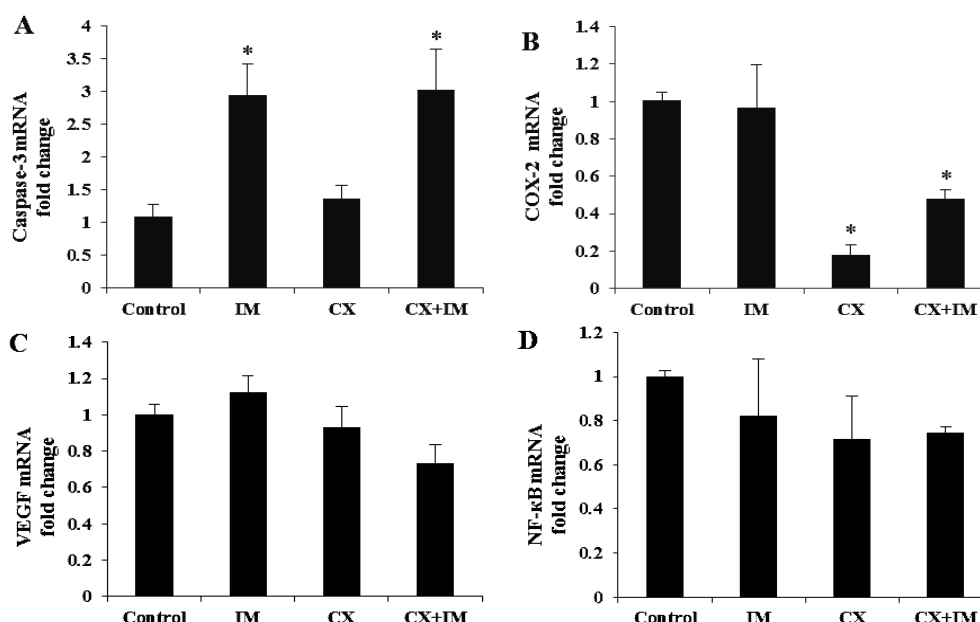 A
Caspase-3 mRNA
fold change
4
3.5
3
2.5
2
1.5
1
0.5
0
*
*
Control IM CX CX+IM
B
COX-2 mRNA
fold change
1.4
1.2
1
0.8
0.6
0.4
0.2
0
*
*
Control IM CX CX+IM
C
VEGF mRNA
fold change
1.4
1.2
1
0.8
0.6
0.4
0.2
0
Control IM CX CX+IM
D
NF-κB mRNA
fold change
1.2
1
0.8
0.6
0.4
0.2
0
Control IM CX CX+IM